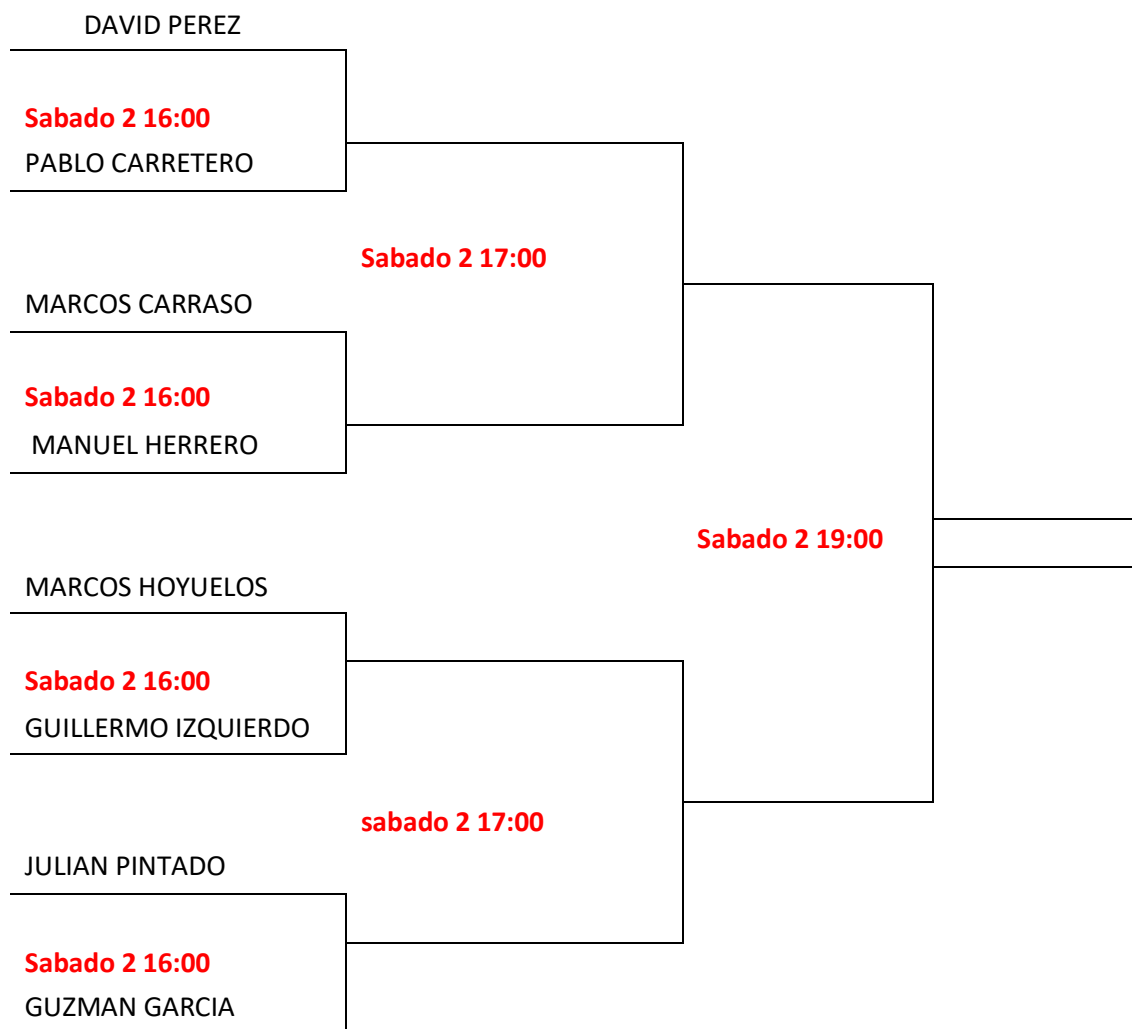 DAVID PEREZ
Sabado 2 16:00
PABLO CARRETERO
Sabado 2 17:00
MARCOS CARRASO
Sabado 2 16:00
MANUEL HERRERO
Sabado 2 19:00
MARCOS HOYUELOS
Sabado 2 16:00
GUILLERMO IZQUIERDO
sabado 2 17:00
JULIAN PINTADO
Sabado 2 16:00
GUZMAN GARCIA